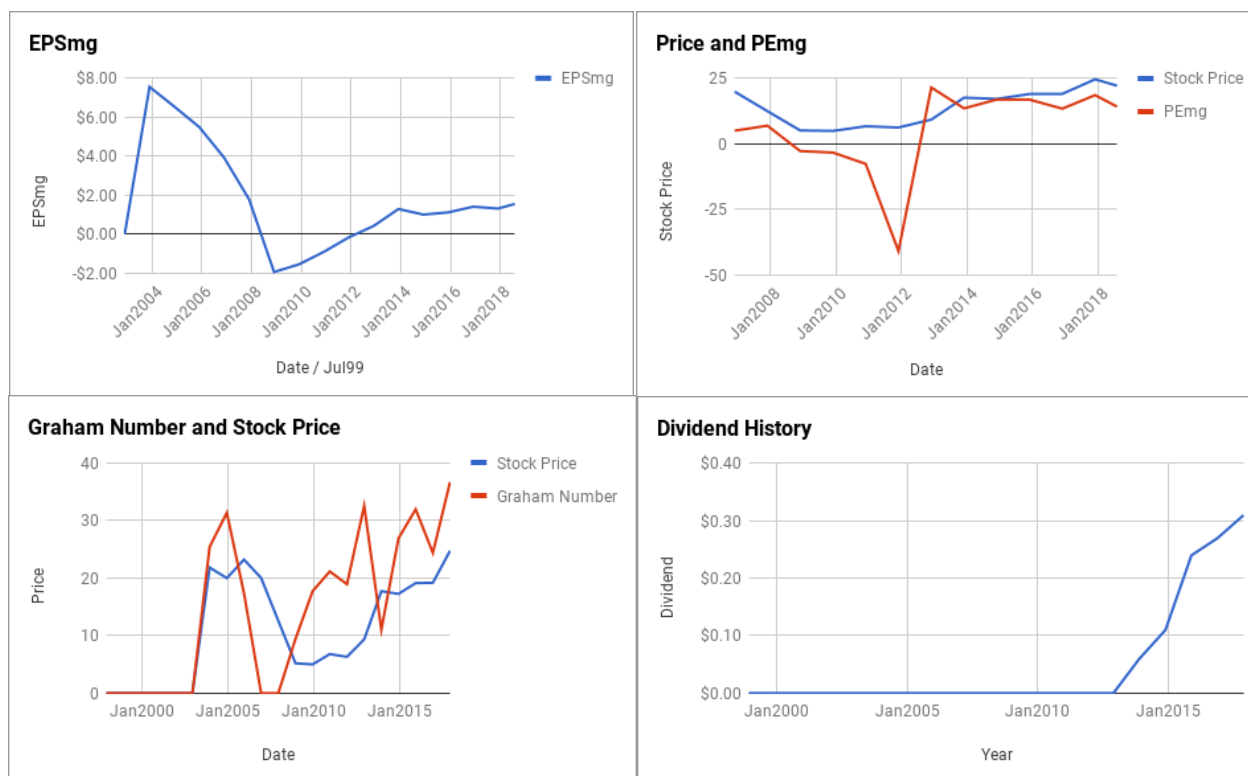 EPSmg
$8.00
$6.00
$4.00
$2.00
$0.00
-$2.00
EPSmg
EPSmg
Jan2004
Jan2006
Jan2008
Jan2010
Jan2012
Jan2014
Jan2016
Jan2018
Date / Jul99
Price and PEmg
25
0
-25
-50
Stock Price
Stock Price
PEmg
Jan2008
Jan2010
Jan2012
Jan2014
Jan2016
Jan2018
Date
Graham Number and Stock Price
40
30
20
10
0
Price
Stock Price
Graham Number
Jan2000
Jan2005
Jan2010
Jan2015
Date
Dividend History
$0.40
$0.30
$0.20
$0.10
$0.00
Dividend
Jan2000
Jan2005
Jan2010
Jan2015
Year